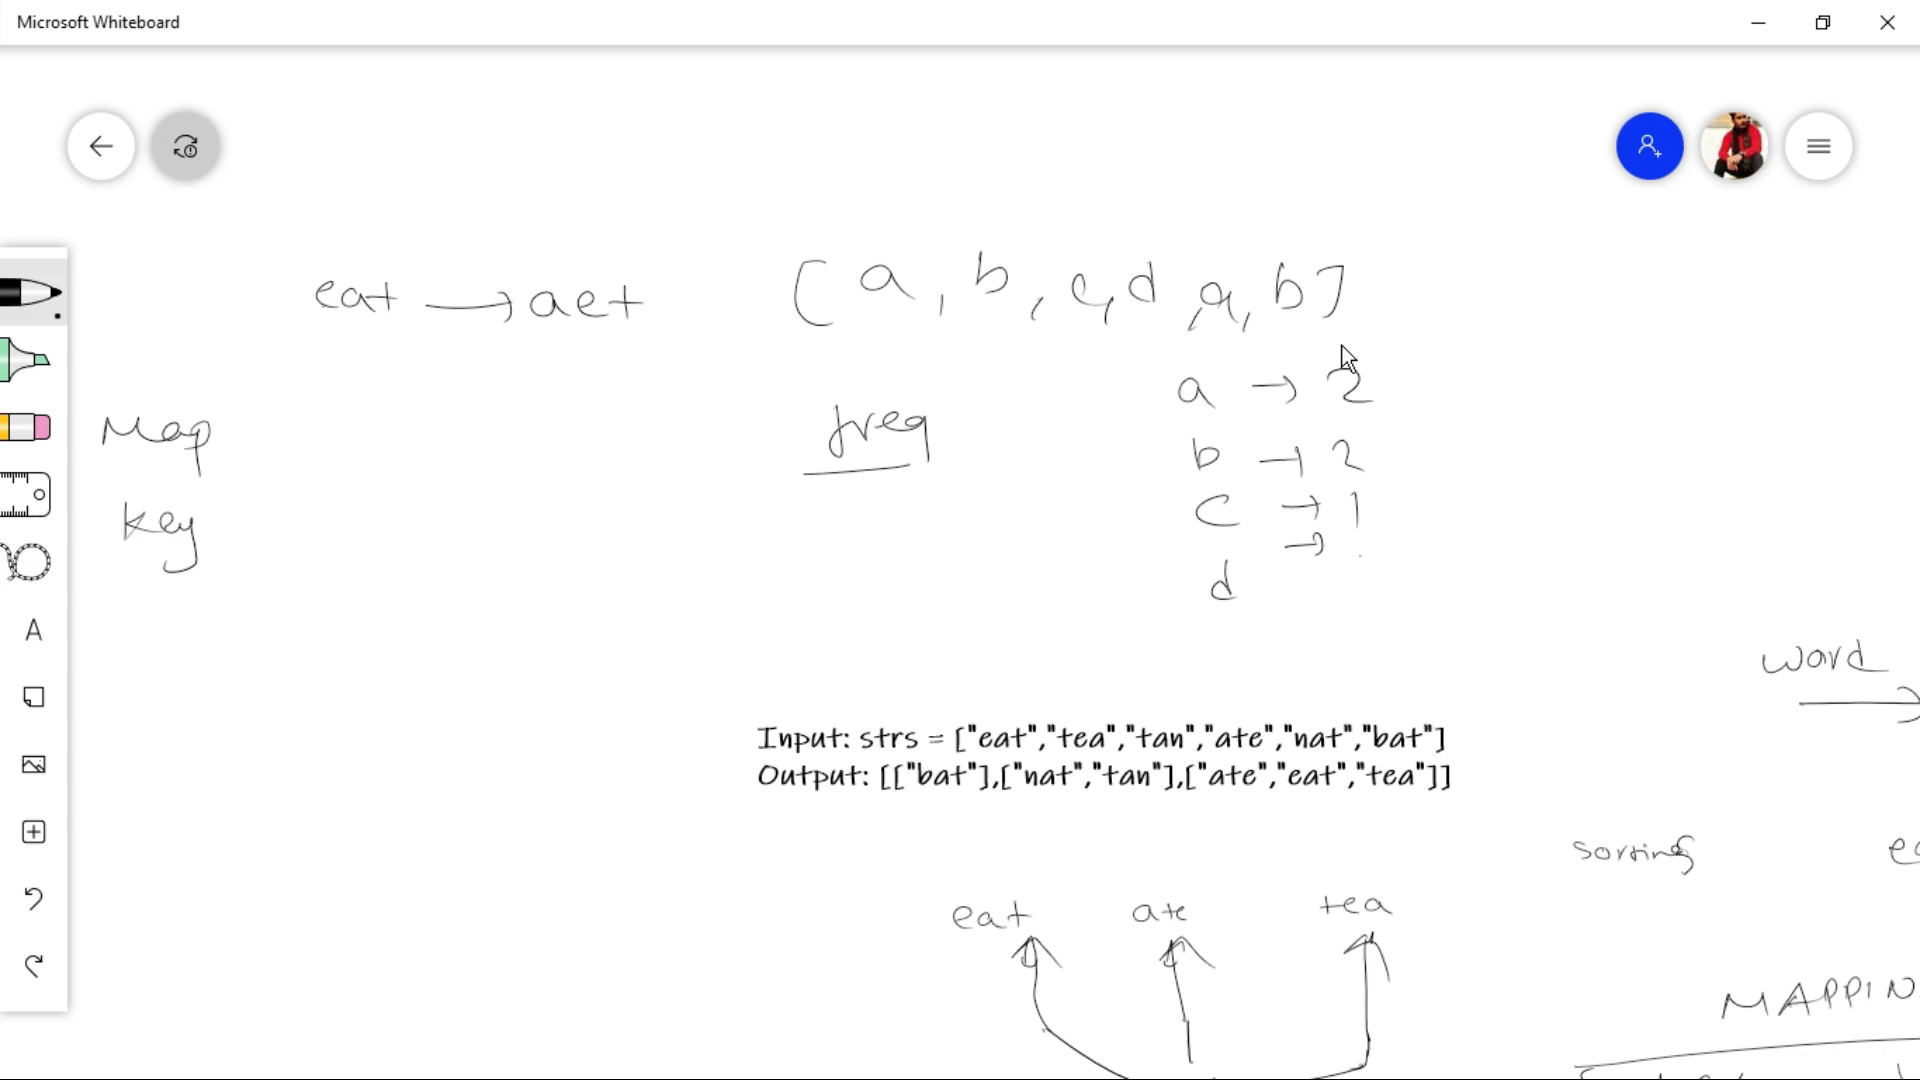 Microsoft Whiteboard
eat → aet
[a, b, c, d, a, b]
Map
Key
freq
a → 2
b → 2
c → 1
→
d
A
word
Input: strs = ["eat","tea","tan","ate","nat","bat"]
Output: [["bat"],["nat","tan"],["ate","eat","tea"]]
sorting
eat
ate
tea
MAPPIN